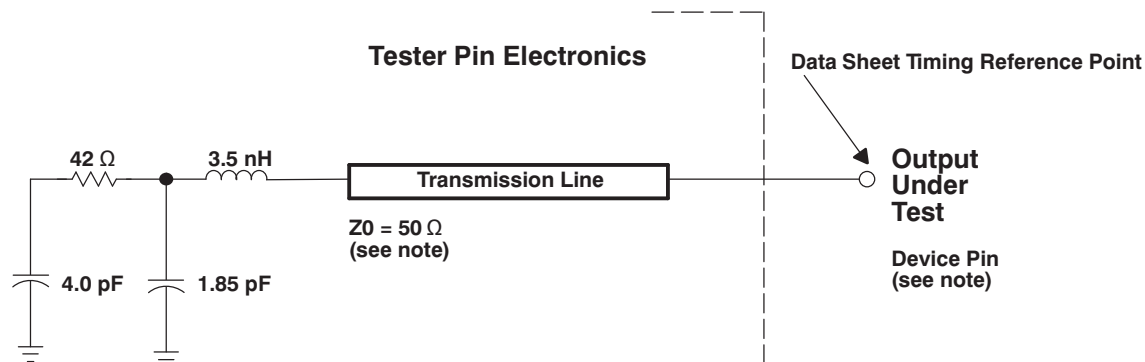 Tester Pin Electronics
Data Sheet Timing Reference Point
42 Ω
3.5 nH
Transmission Line
Output
Under
Test
Z0 = 50 Ω
(see note)
Device Pin
(see note)
4.0 pF
1.85 pF